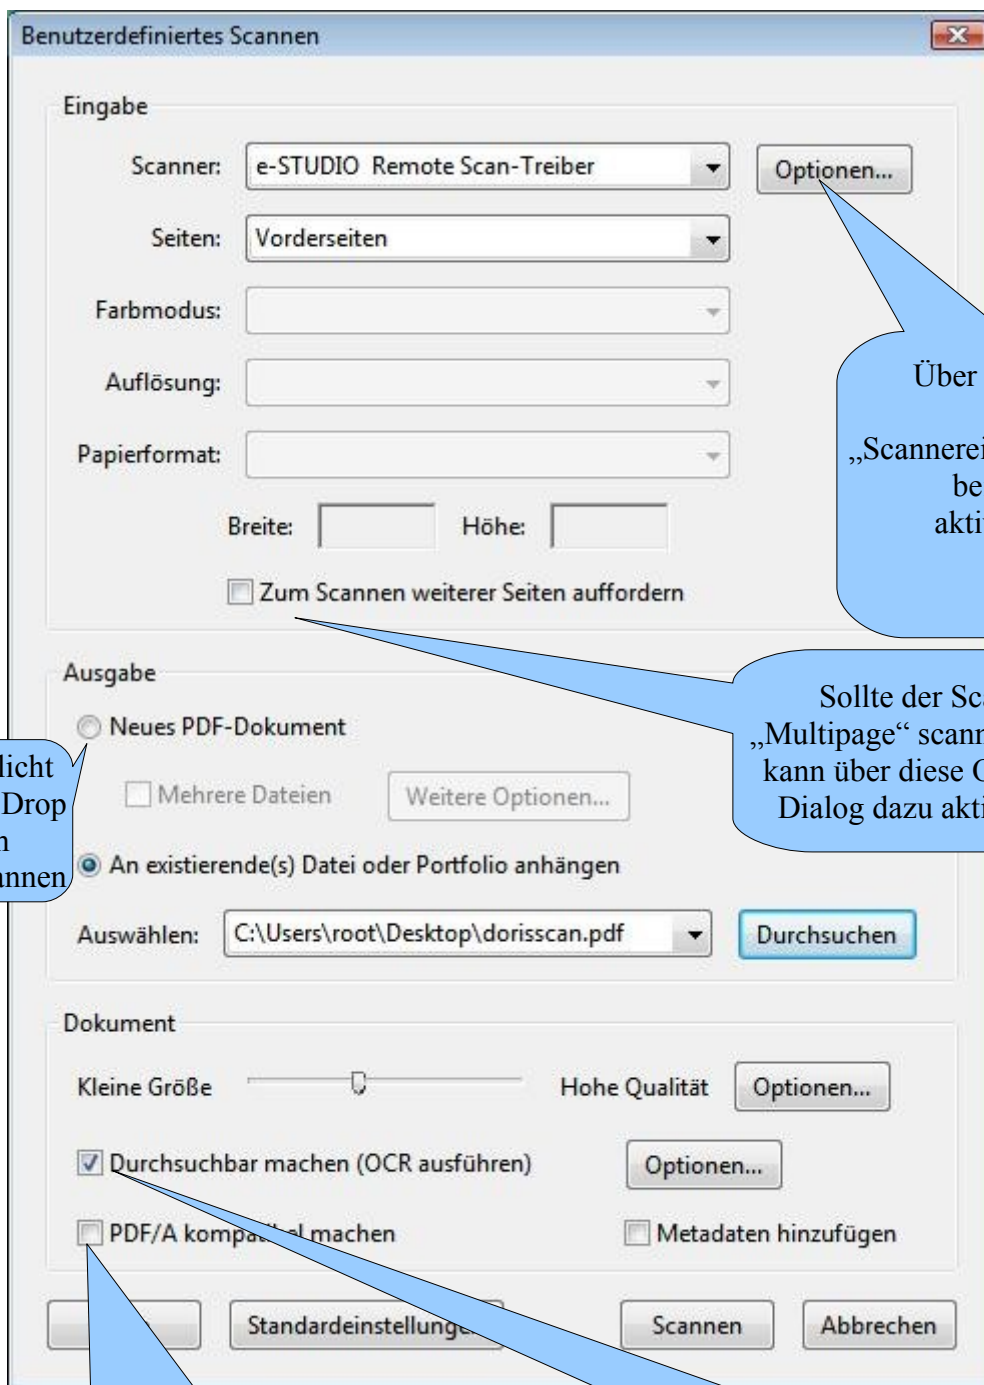 Benutzerdefiniertes Scannen
Eingabe
Scanner: e-STUDIO Remote Scan-Treiber Optionen...
Seiten: Vorderseiten
Farbmodus:
Auflösung:
Papierformat:
Breite: Höhe:
Zum Scannen weiterer Seiten auffordern
Über
„Scannerei
be
akti
Ausgabe
Neues PDF-Dokument
Mehrere Dateien Weitere Optionen...
An existierende(s) Datei oder Portfolio anhängen
Auswählen: C:\Users\root\Desktop\dorisscan.pdf Durchsuchen
Sollte der Sca
„Multipage“ scann
kann über diese O
Dialog dazu akti
licht
Drop
n
annen
Dokument
Kleine Größe Hohe Qualität Optionen...
Durchsuchbar machen (OCR ausführen) Optionen...
PDF/A kompatibel machen Metadaten hinzufügen
Standardeinstellunge Scannen Abbrechen